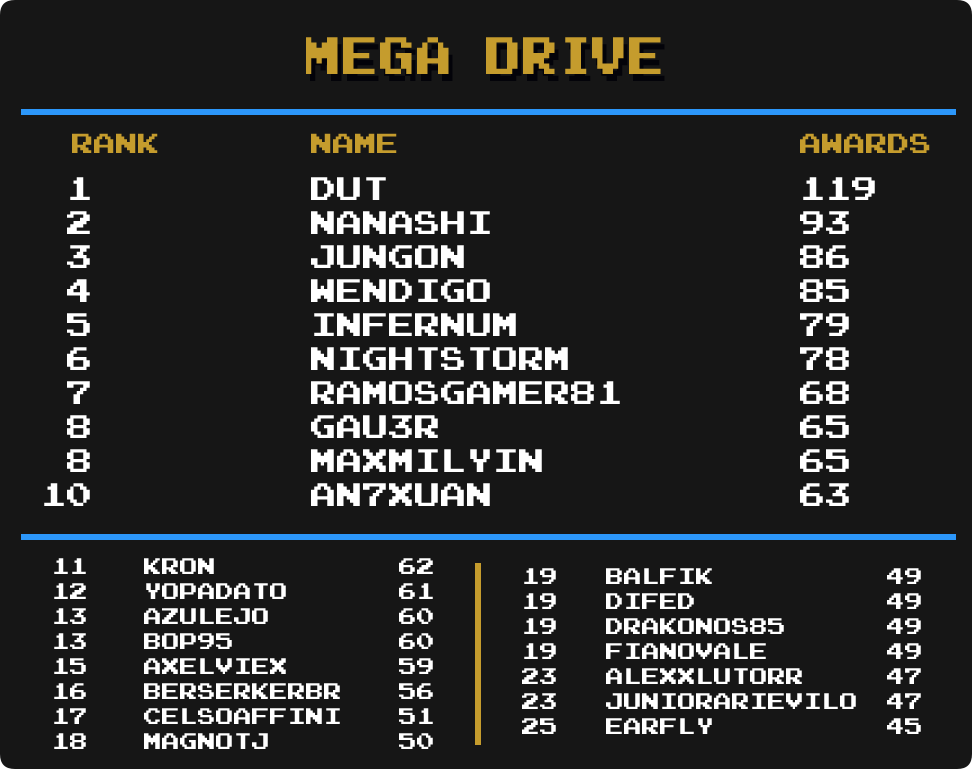 MEGA DRIVE
RANK NAME AWARDS
1 DUT 119
2 NANASHI 93
3 JUNGON 86
4 WENDIGO 85
5 INFERNUM 79
6 NIGHTSTORM 78
7 RAMOSGAMER81 68
8 GAU3R 65
8 MAXMILYIN 65
10 AN7XUAN 63
11 KRON 62
12 YOPADATO 61
13 AZULEJO 60
13 BOP95 60
15 AXELVIEX 59
16 BERSERKERBR 56
17 CELSOAFFINI 51
18 MAGNOTJ 50
19 BALFIK 49
19 DIFED 49
19 DRAKONOS85 49
19 FIANOVALE 49
23 ALEXXLUTORR 47
23 JUNIORARIEVILO 47
25 EARFLY 45